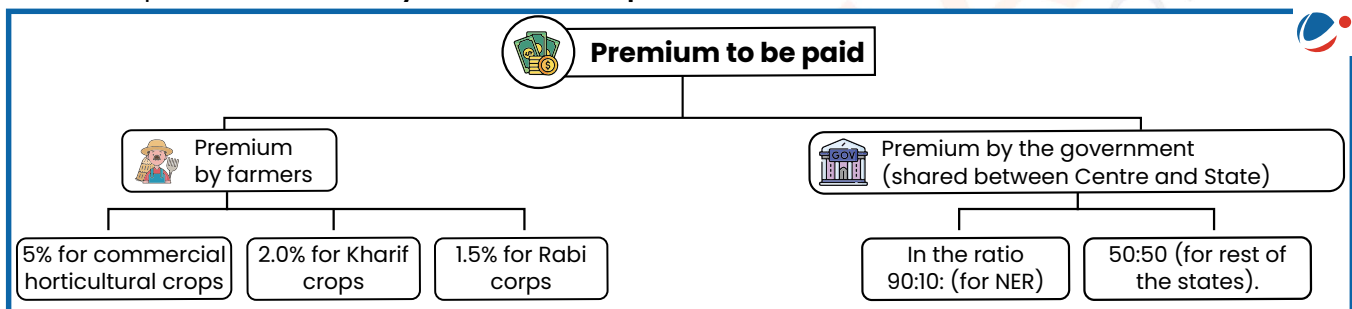 Premium to be paid
Premium
by farmers
Premium by the government
(shared between Centre and State)
GOV
5% for commercial
horticultural crops
2.0% for Kharif
crops
1.5% for Rabi
corps
In the ratio
90:10: (for NER)
50:50 (for rest of
the states).